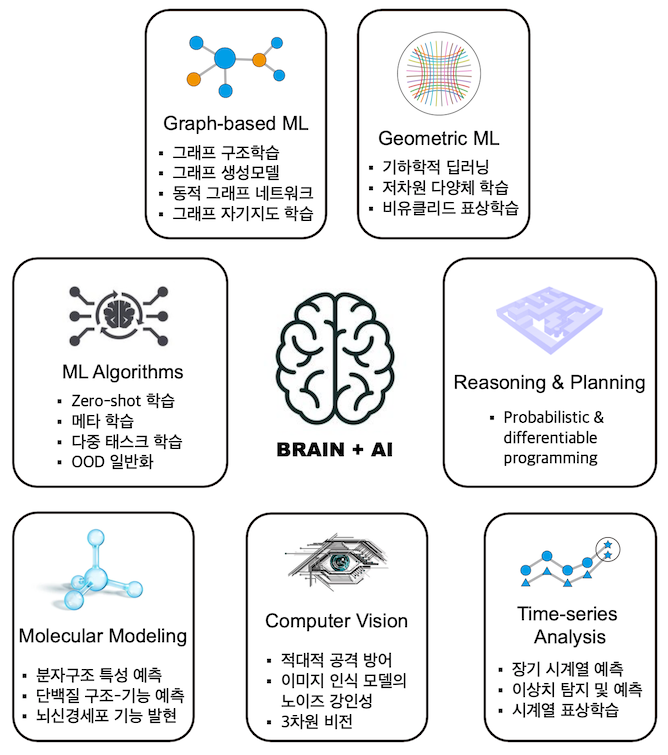 Graph-based ML
▪ 그래프 구조학습
▪ 그래프 생성모델
▪ 동적 그래프 네트워크
▪ 그래프 자기지도 학습
Geometric ML
▪ 기하학적 딥러닝
▪ 저차원 다양체 학습
▪ 비유클리드 표상학습
ML Algorithms
▪ Zero-shot 학습
▪ 메타 학습
▪ 다중 태스크 학습
▪ OOD 일반화
BRAIN + AI
Reasoning & Planning
▪ Probabilistic &
differentiable
programming
Molecular Modeling
▪ 분자구조 특성 예측
▪ 단백질 구조-기능 예측
▪ 뇌신경세포 기능 발현
Computer Vision
▪ 적대적 공격 방어
▪ 이미지 인식 모델의
노이즈 강인성
▪ 3차원 비전
Time-series
Analysis
▪ 장기 시계열 예측
▪ 이상치 탐지 및 예측
▪ 시계열 표상학습